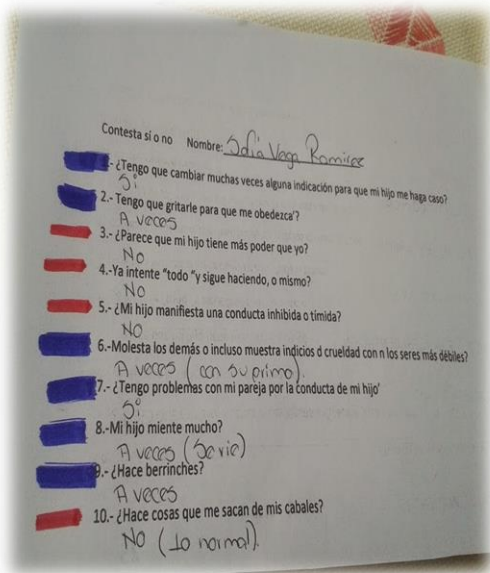 Contesta sí o no Nombre: Sofia Vega Ramirez
1.- ¿Tengo que cambiar muchas veces alguna indicación para que mi hijo me haga caso?
Si
2.- Tengo que gritarle para que me obedezca'?
A veces
3.- ¿Parece que mi hijo tiene más poder que yo?
No
4.-Ya intente "todo "y sigue haciendo, o mismo?
No
5.- ¿Mi hijo manifiesta una conducta inhibida o tímida?
No
6.-Molesta los demás o incluso muestra indicios d crueldad con n los seres más débiles?
A veces (con su primo).
7.- ¿Tengo problemas con mi pareja por la conducta de mi hijo'
Si
8.-Mi hijo miente mucho?
A veces (Se rie)
9.- ¿Hace berrinches?
A veces
10.- ¿Hace cosas que me sacan de mis cabales?
No (lo normal).